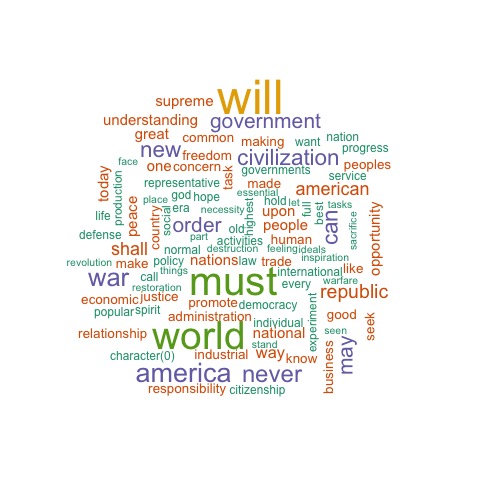 will
supreme
understanding government
great common making want nation
new freedom civilization progress
face one concern task governments peoples
today production representative made essential american service
place god hope highest hold let full best tasks
life peace country social era necessity upon can sacrifice opportunity
order old people
defense part activities human
shall normal destruction feeling ideals
revolution make policy nations law trade inspiration like
war call things must international warfare
restoration every republic
economic justice promote democracy
popular spirit administration individual experiment good
relationship world national seen seek
stand may
character(0) industrial way know
america never business
responsibility citizenship